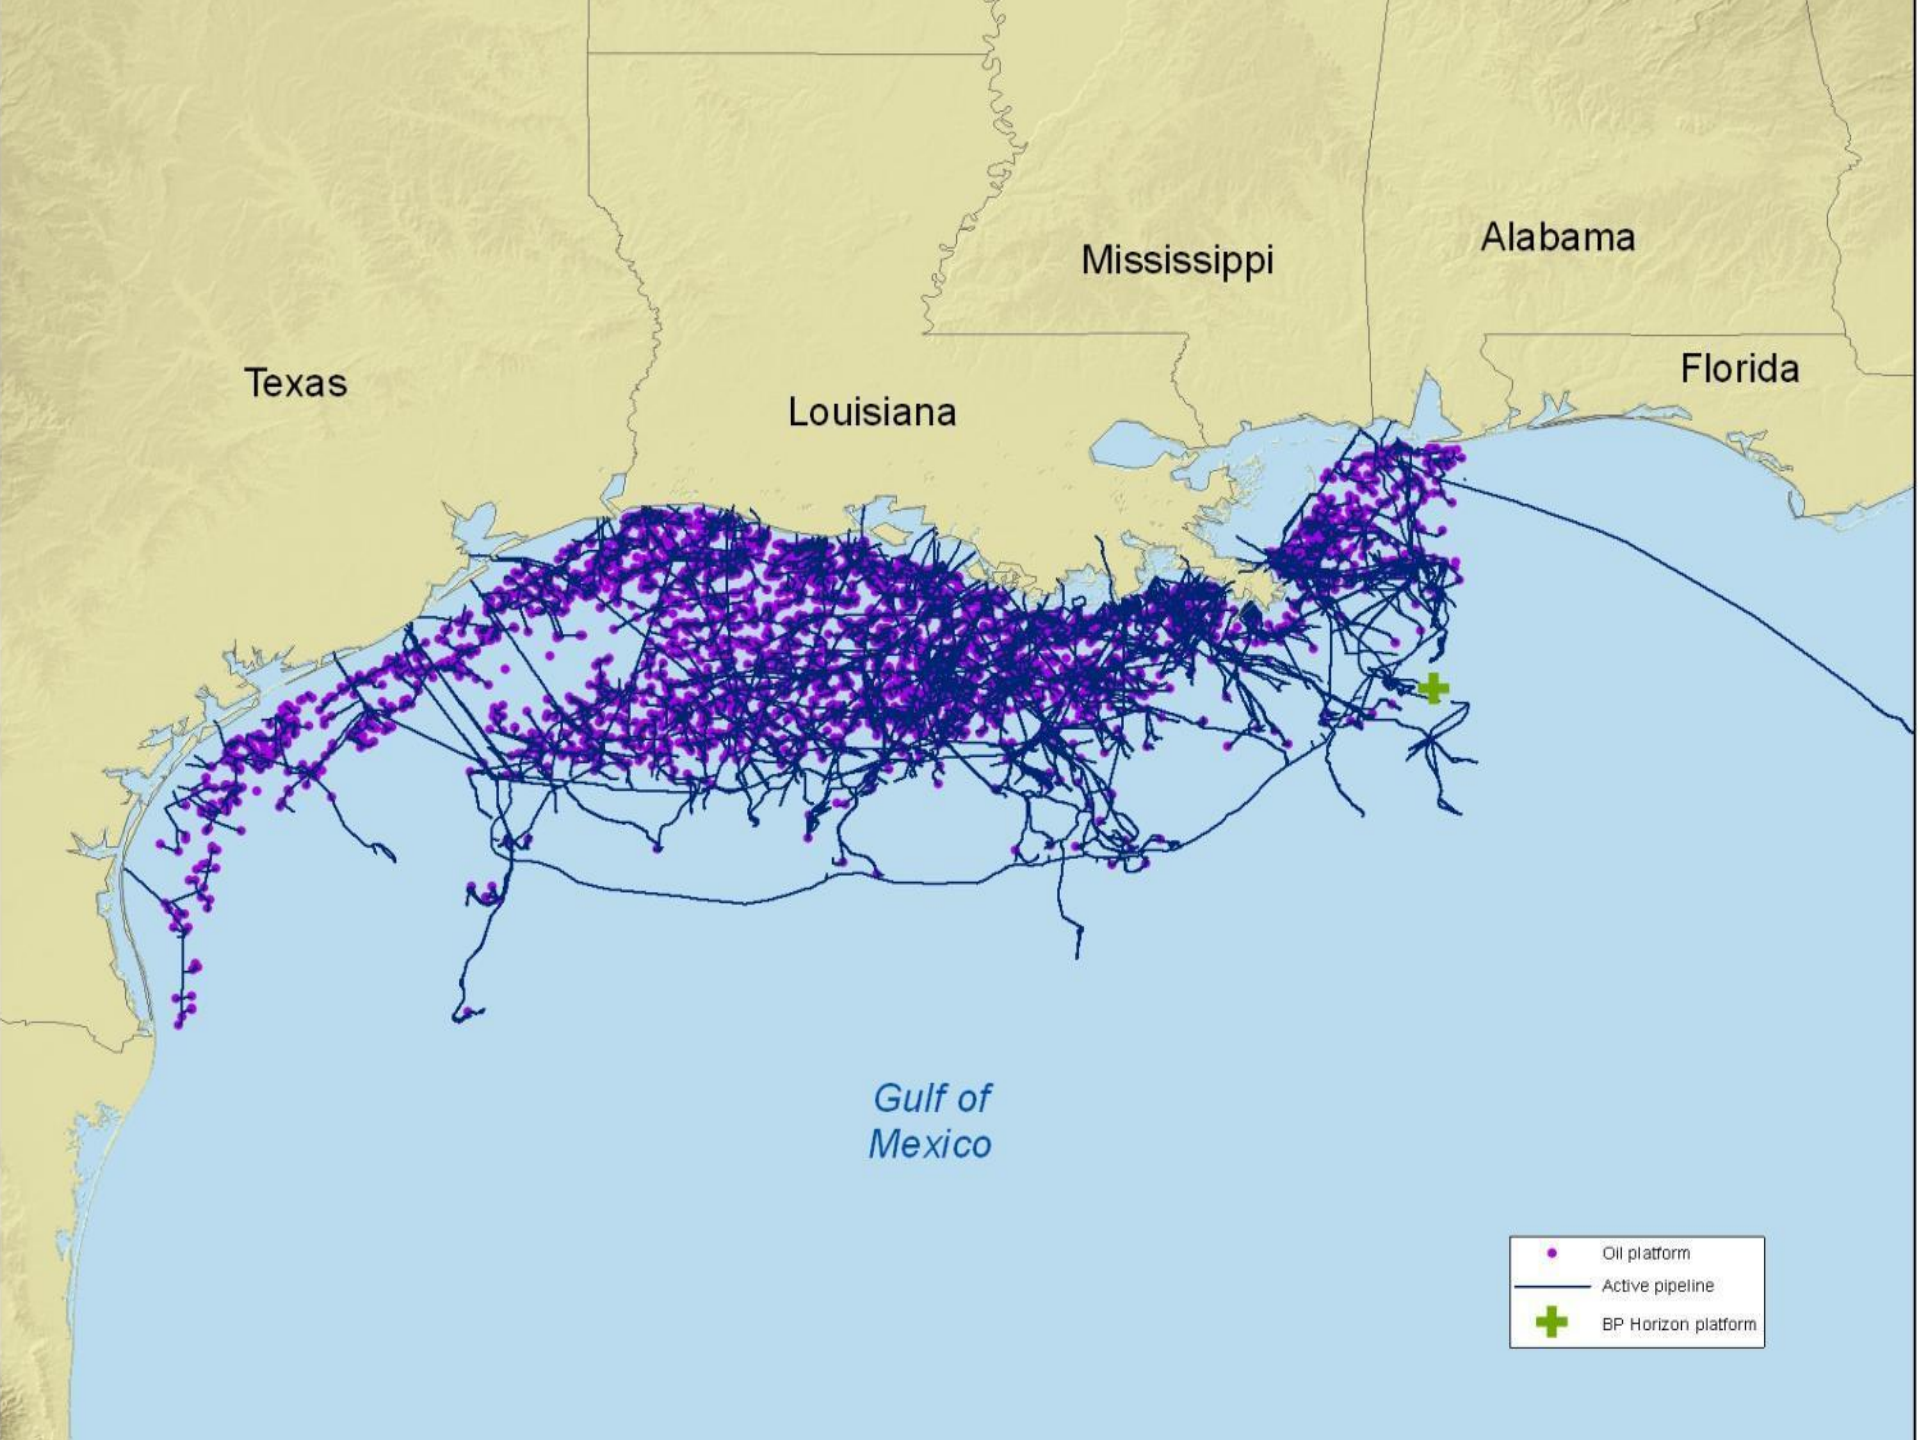 Alabama
Mississippi
Florida
Texas
Louisiana
Gulf of
Mexico
Oil platform
Active pipeline
BP Horizon platform